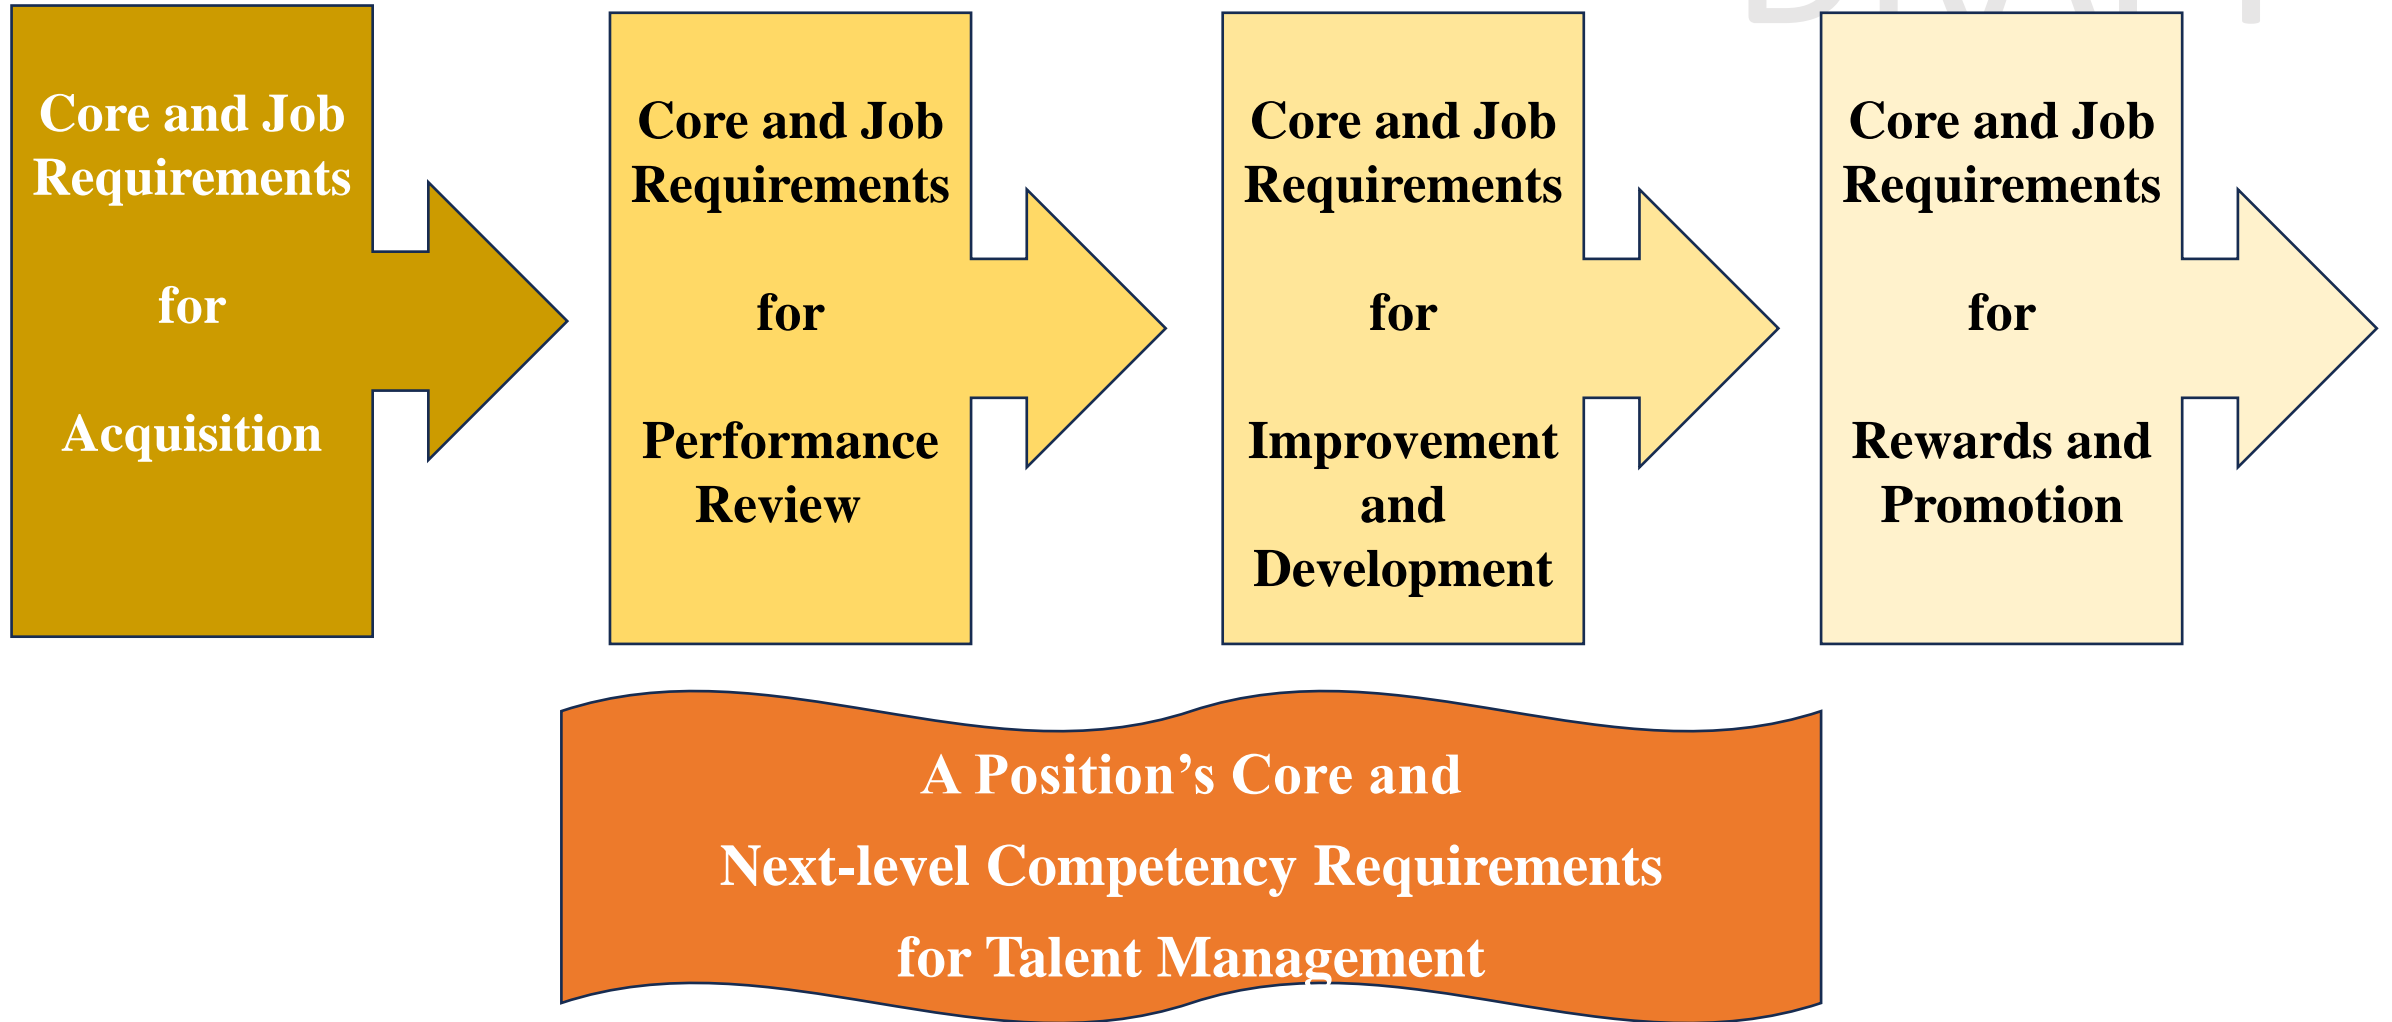 Core and Job
Requirements
for
Acquisition
Core and Job
Requirements
for
Performance
Review
Core and Job
Requirements
for
Improvement
and
Development
Core and Job
Requirements
for
Rewards and
Promotion
A Position’s Core and
Next-level Competency Requirements
for Talent Management